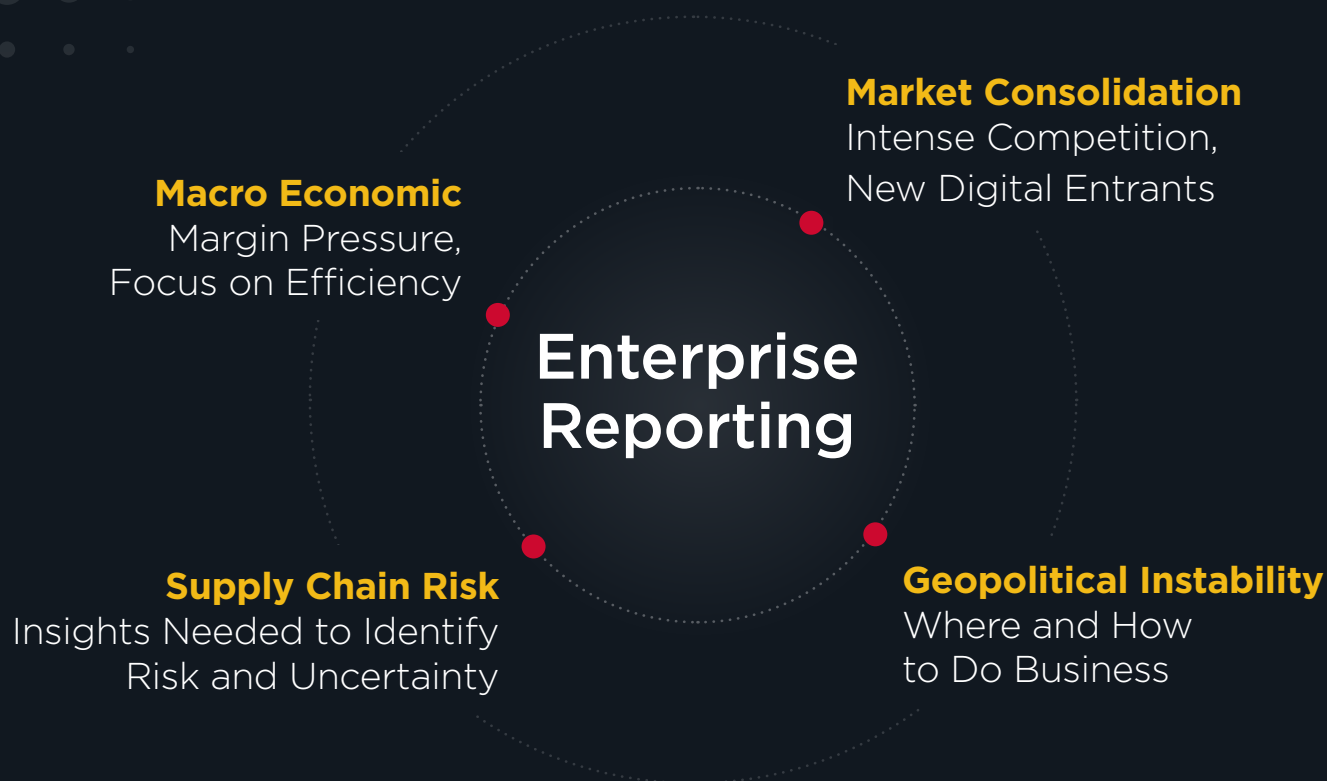 Market Consolidation
Intense Competition,
New Digital Entrants
Macro Economic
Margin Pressure,
Focus on Efficiency
Enterprise
Reporting
Supply Chain Risk
Insights Needed to Identify
Risk and Uncertainty
Geopolitical Instability
Where and How
to Do Business